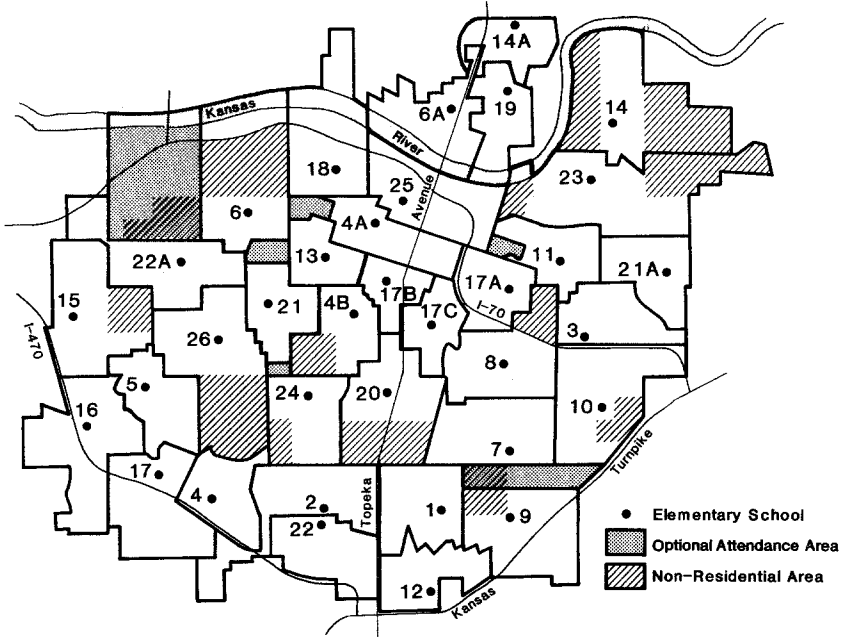 14A
6A
19
14
Kansas
River
18
25
23
Avenue
6
4A
11
13
22A
17A
21A
17B
15
21
4B
17C
I-70
I-470
26
3
8
5
24
20
10
16
7
Turnpike
17
4
2
Topeka
1
9
22
12
Kansas
Elementary School
Optional Attendance Area
Non-Residential Area